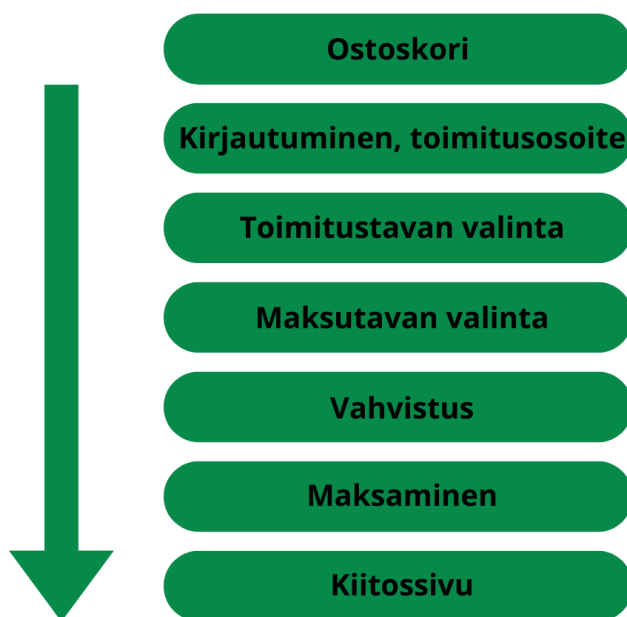 Ostoskori
Kirjautuminen, toimitusosoite
Toimitustavan valinta
Maksutavan valinta
Vahvistus
Maksaminen
Kiitossivu